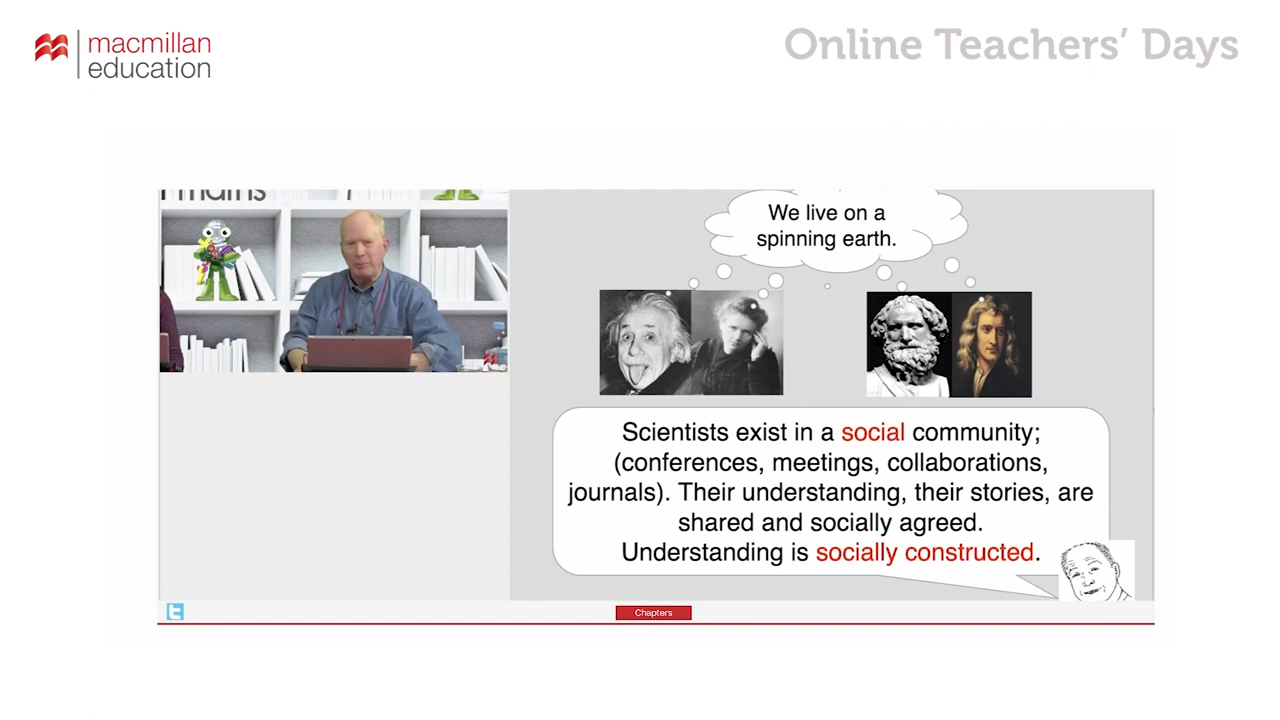 macmillan
education
Online Teachers' Days
maths
We live on a
spinning earth.
Scientists exist in a social community;
(conferences, meetings, collaborations,
journals). Their understanding, their stories, are
shared and socially agreed.
Understanding is socially constructed.
Chapters